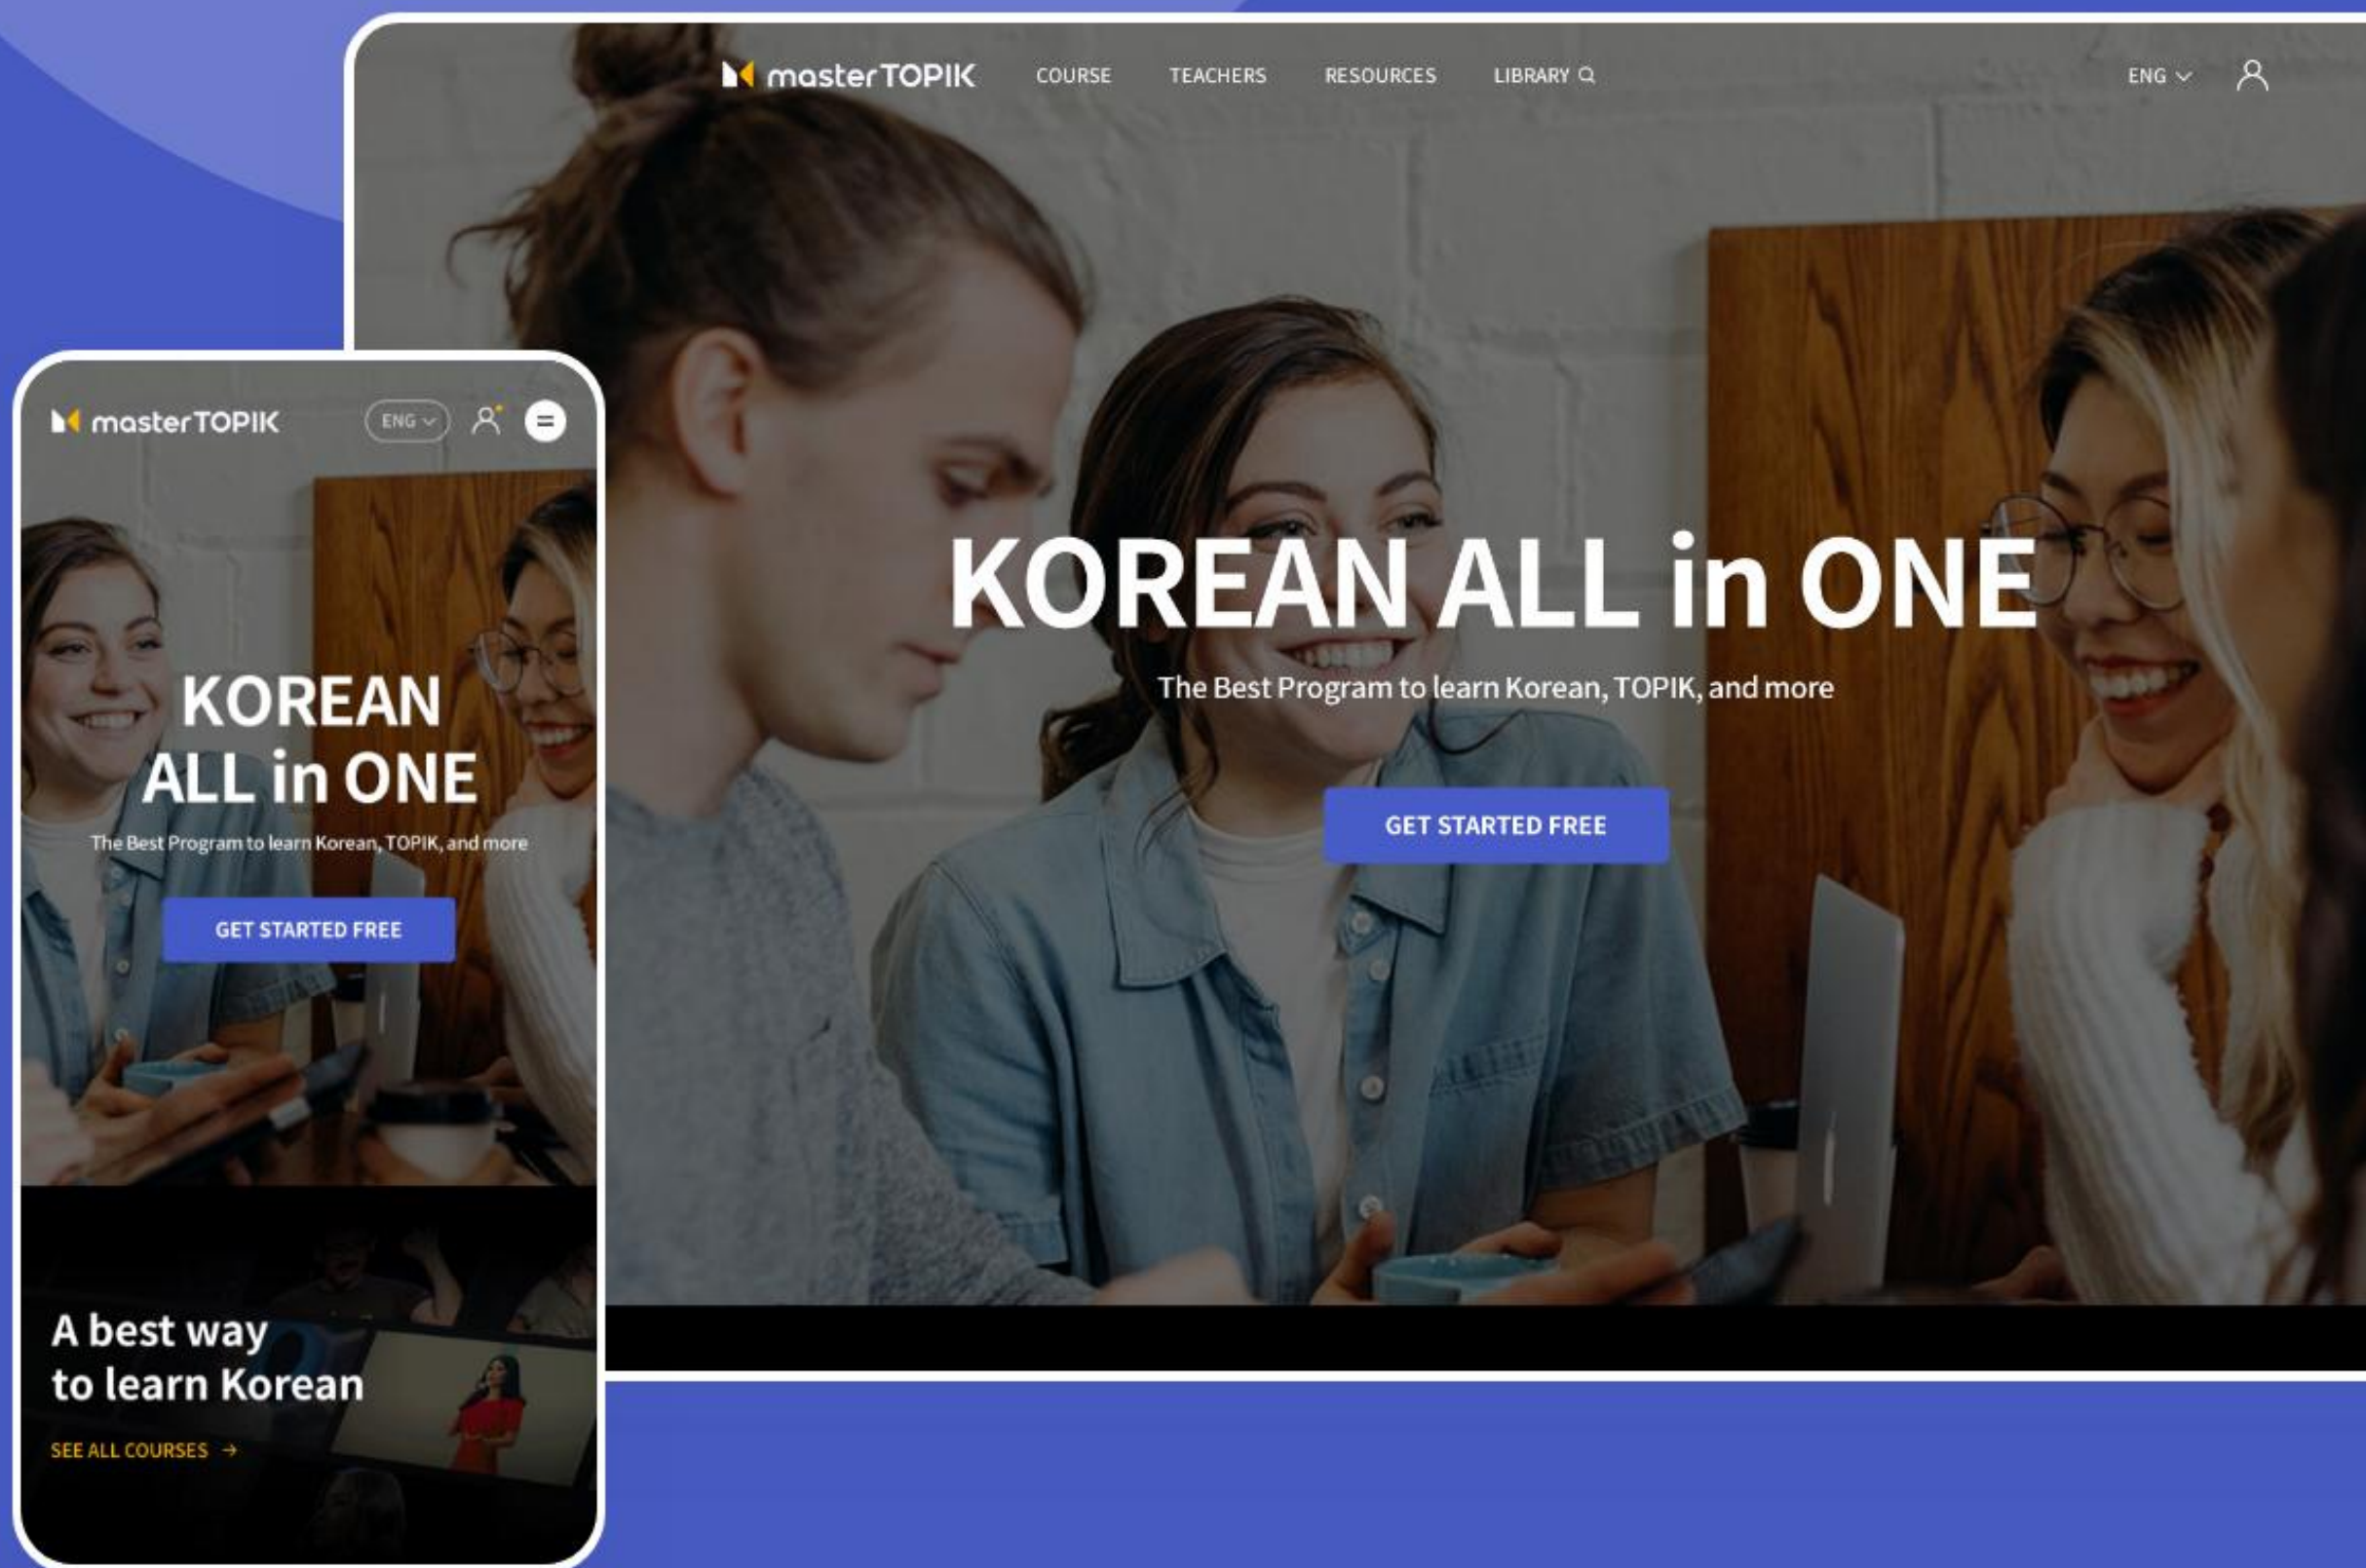 masterTOPIK COURSE TEACHERS RESOURCES LIBRARY ENG
KOREAN ALL in ONE
The Best Program to learn Korean, TOPIK, and more
GET STARTED FREE
masterTOPIK ENG
KOREAN
ALL in ONE
The Best Program to learn Korean, TOPIK, and more
GET STARTED FREE
A best way
to learn Korean
SEE ALL COURSES →